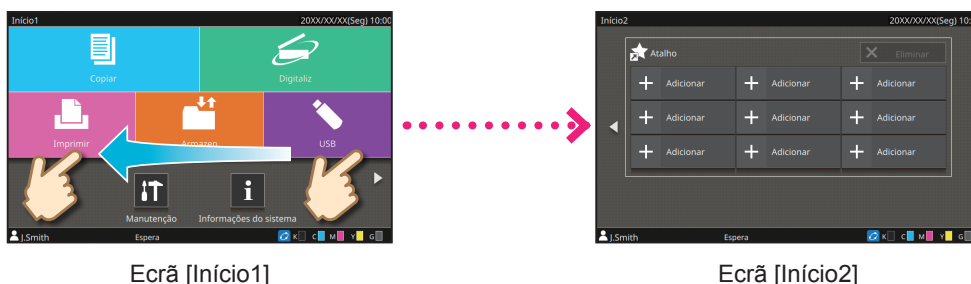 Início1 20XX/XX/XX(Seg) 10:00
Copiar Digitaliz
Imprimir Armazen USB
Manutenção Informações do sistema
J.Smith Espera K C M Y G
Ecrã [Início1]
Início2 20XX/XX/XX(Seg) 10:
Atalho Eliminar
Adicionar Adicionar Adicionar
Adicionar Adicionar Adicionar
Adicionar Adicionar Adicionar
J.Smith Espera K C M Y G
Ecrã [Início2]